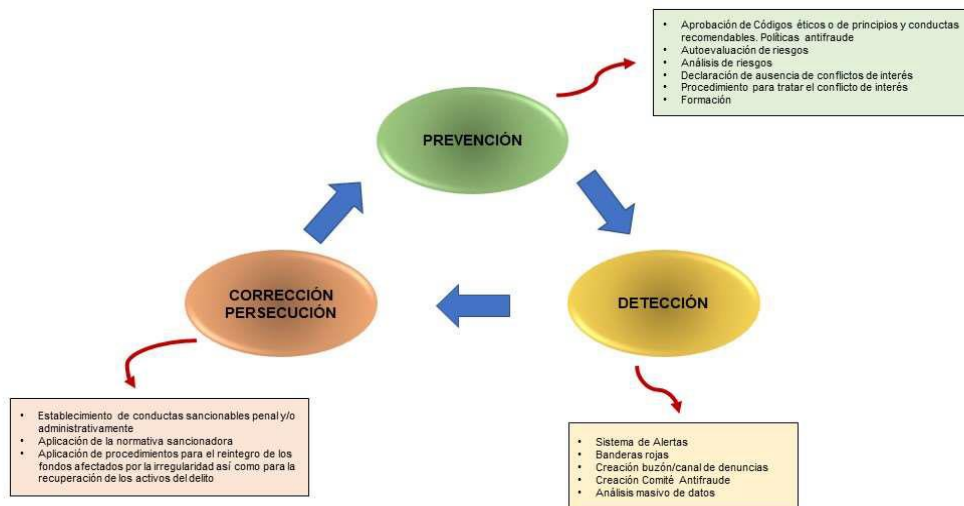 • Aprobación de Códigos éticos o de principios y conductas
recomendables. Políticas antifraude
• Autoevaluación de riesgos
• Análisis de riesgos
• Declaración de ausencia de conflictos de interés
• Procedimiento para tratar el conflicto de interés
• Formación
PREVENCIÓN
CORRECCIÓN
PERSECUCIÓN
DETECCIÓN
• Establecimiento de conductas sancionables penal y/o
administrativamente
• Aplicación de la normativa sancionadora
• Aplicación de procedimientos para el reintegro de los
fondos afectados por la irregularidad así como para la
recuperación de los activos del delito
• Sistema de Alertas
• Banderas rojas
• Creación buzón/canal de denuncias
• Creación Comité Antifraude
• Análisis masivo de datos